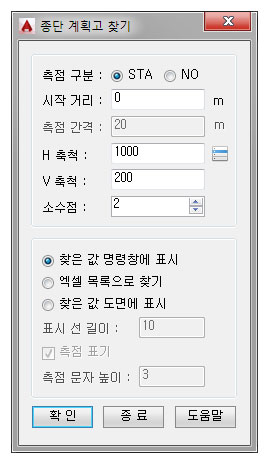 종단 계획고 찾기
측점 구분 : STA NO
시작 거리 : 0 m
측점 간격 : 20 m
H 축척 : 1000
V 축척 : 200
소수점 : 2
찾은 값 명령창에 표시
엑셀 목록으로 찾기
찾은 값 도면에 표시
표시 선 길이 : 10
측점 표기
측점 문자 높이 : 3
확 인 종 료 도움말